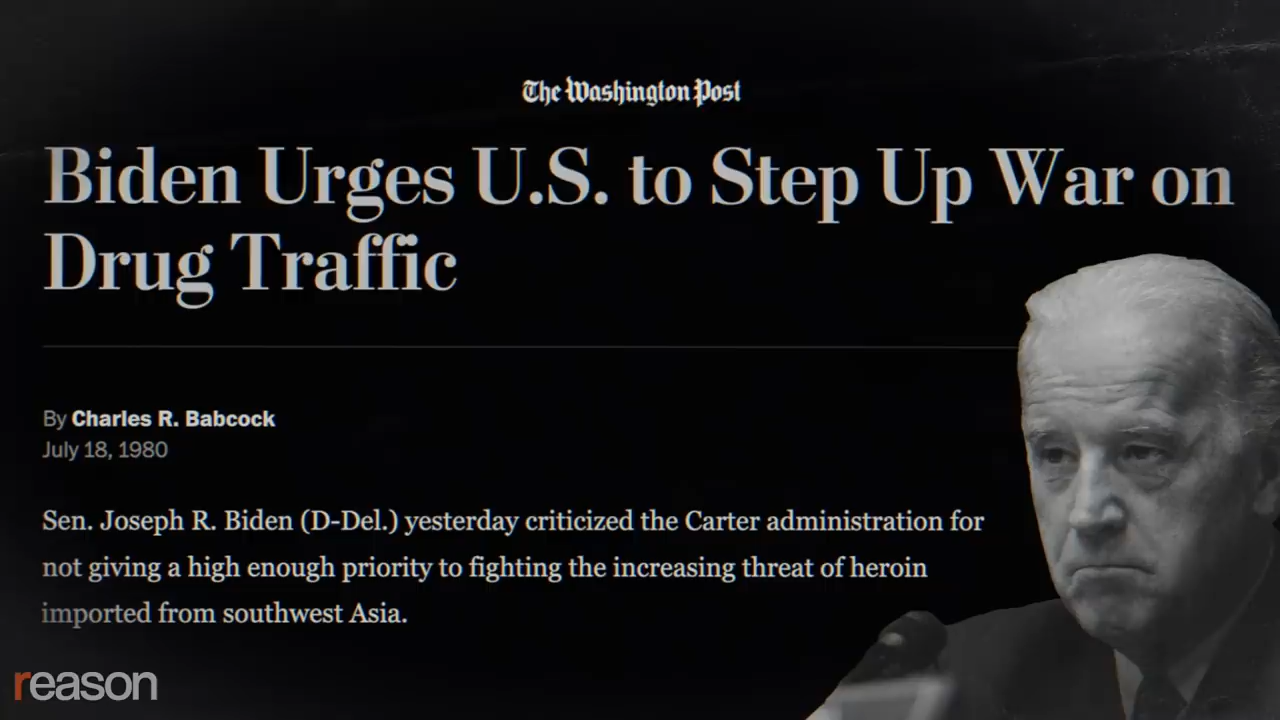 The Washington Post
Biden Urges U.S. to Step Up War on
Drug Traffic
By Charles R. Babcock
July 18, 1980
Sen. Joseph R. Biden (D-Del.) yesterday criticized the Carter administration for
not giving a high enough priority to fighting the increasing threat of heroin
imported from southwest Asia.
reason